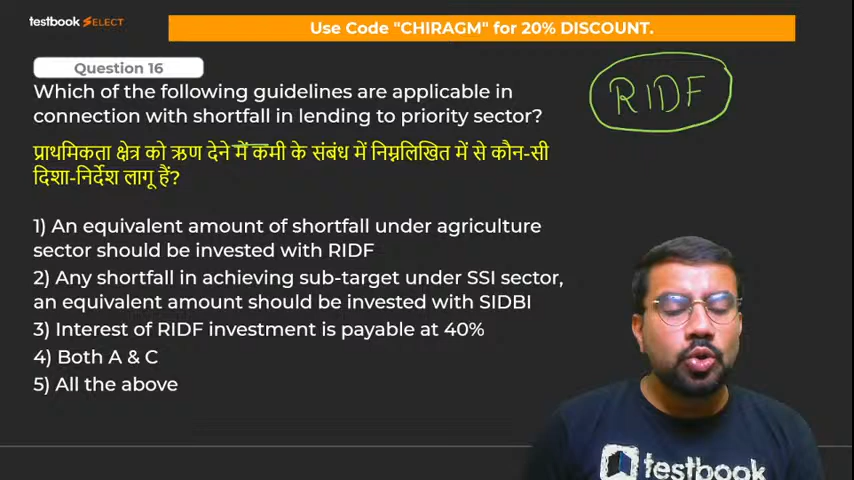 testbook SELECT
Use Code "CHIRAGM" for 20% DISCOUNT.
Question 16
Which of the following guidelines are applicable in
connection with shortfall in lending to priority sector?
RIDF
प्राथमिकता क्षेत्र को ऋण देने में कमी के संबंध में निम्नलिखित में से कौन-सी
दिशा-निर्देश लागू हैं?
1) An equivalent amount of shortfall under agriculture
sector should be invested with RIDF
2) Any shortfall in achieving sub-target under SSI sector,
an equivalent amount should be invested with SIDBI
3) Interest of RIDF investment is payable at 40%
4) Both A & C
5) All the above
testbook